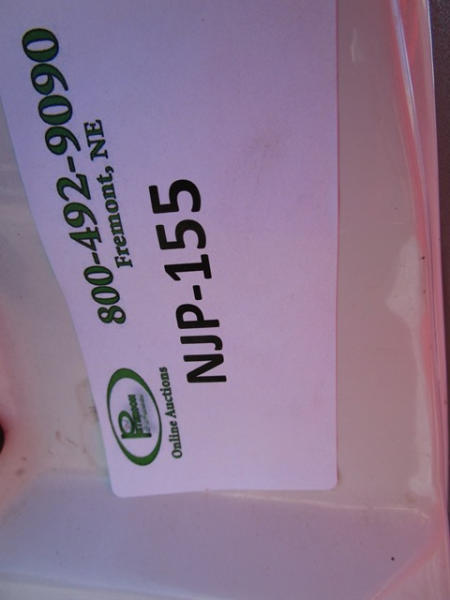 800-492-9090
Fremont, NE
Online Auctions
NJP-155